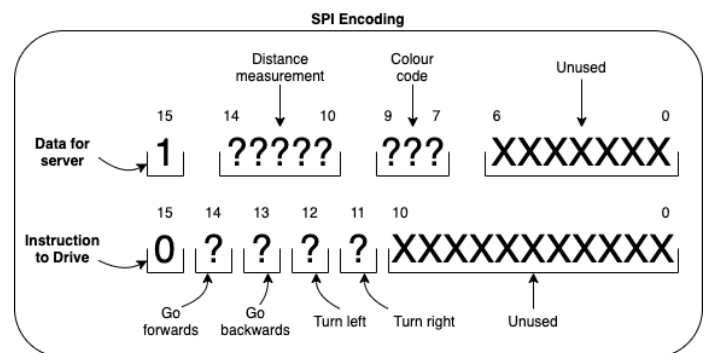 SPI Encoding
Distance
measurement
Colour
code
Unused
15 14 10 9 7 6 0
Data for
server
1 ????? ??? XXXXXXX
15 14 13 12 11 10 0
Instruction
to Drive
0 ? ? ? ? XXXXXXXXXXX
Go
forwards
Go
backwards
Turn left
Turn right
Unused